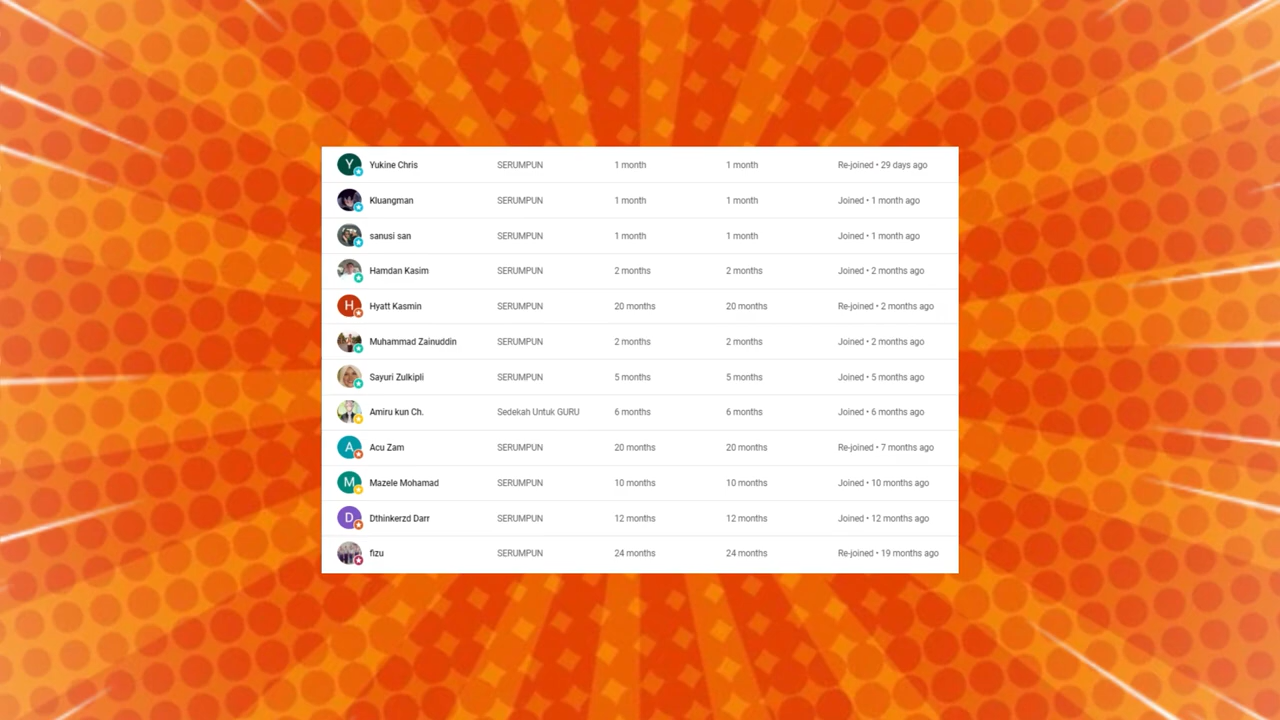 Y Yukine Chris SERUMPUN 1 month 1 month Re-joined • 29 days ago
Kluangman SERUMPUN 1 month 1 month Joined • 1 month ago
sanusi san SERUMPUN 1 month 1 month Joined • 1 month ago
Hamdan Kasim SERUMPUN 2 months 2 months Joined • 2 months ago
H Hyatt Kasmin SERUMPUN 20 months 20 months Re-joined • 2 months ago
Muhammad Zainuddin SERUMPUN 2 months 2 months Joined • 2 months ago
Sayuri Zulkipli SERUMPUN 5 months 5 months Joined • 5 months ago
Amiru kun Ch. Sedekah Untuk GURU 6 months 6 months Joined • 6 months ago
A Acu Zam SERUMPUN 20 months 20 months Re-joined • 7 months ago
M Mazele Mohamad SERUMPUN 10 months 10 months Joined • 10 months ago
D Dthinkerzd Darr SERUMPUN 12 months 12 months Joined • 12 months ago
fizu SERUMPUN 24 months 24 months Re-joined • 19 months ago